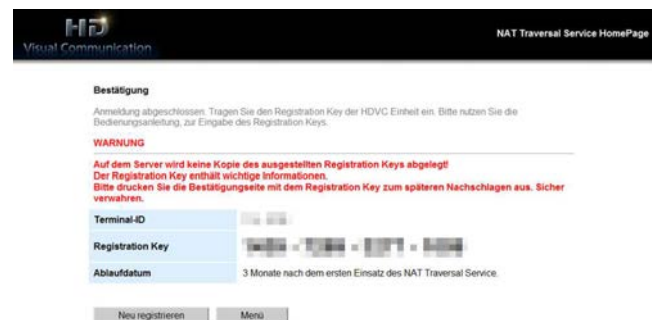 HD
Visual Communication
NAT Traversal Service HomePage
Bestätigung
Anmeldung abgeschlossen. Tragen Sie den Registration Key der HDVC Einheit ein. Bitte nutzen Sie die
Bedienungsanleitung, zur Eingabe des Registration Keys.
WARNUNG
Auf dem Server wird keine Kopie des ausgestellten Registration Keys abgelegt!
Der Registration Key enthält wichtige Informationen.
Bitte drucken Sie die Bestätigungseite mit dem Registration Key zum späteren Nachschlagen aus. Sicher
verwahren.
Terminal-ID
Registration Key
Ablaufdatum 3 Monate nach dem ersten Einsatz des NAT Traversal Service.
Neu registrieren Menü